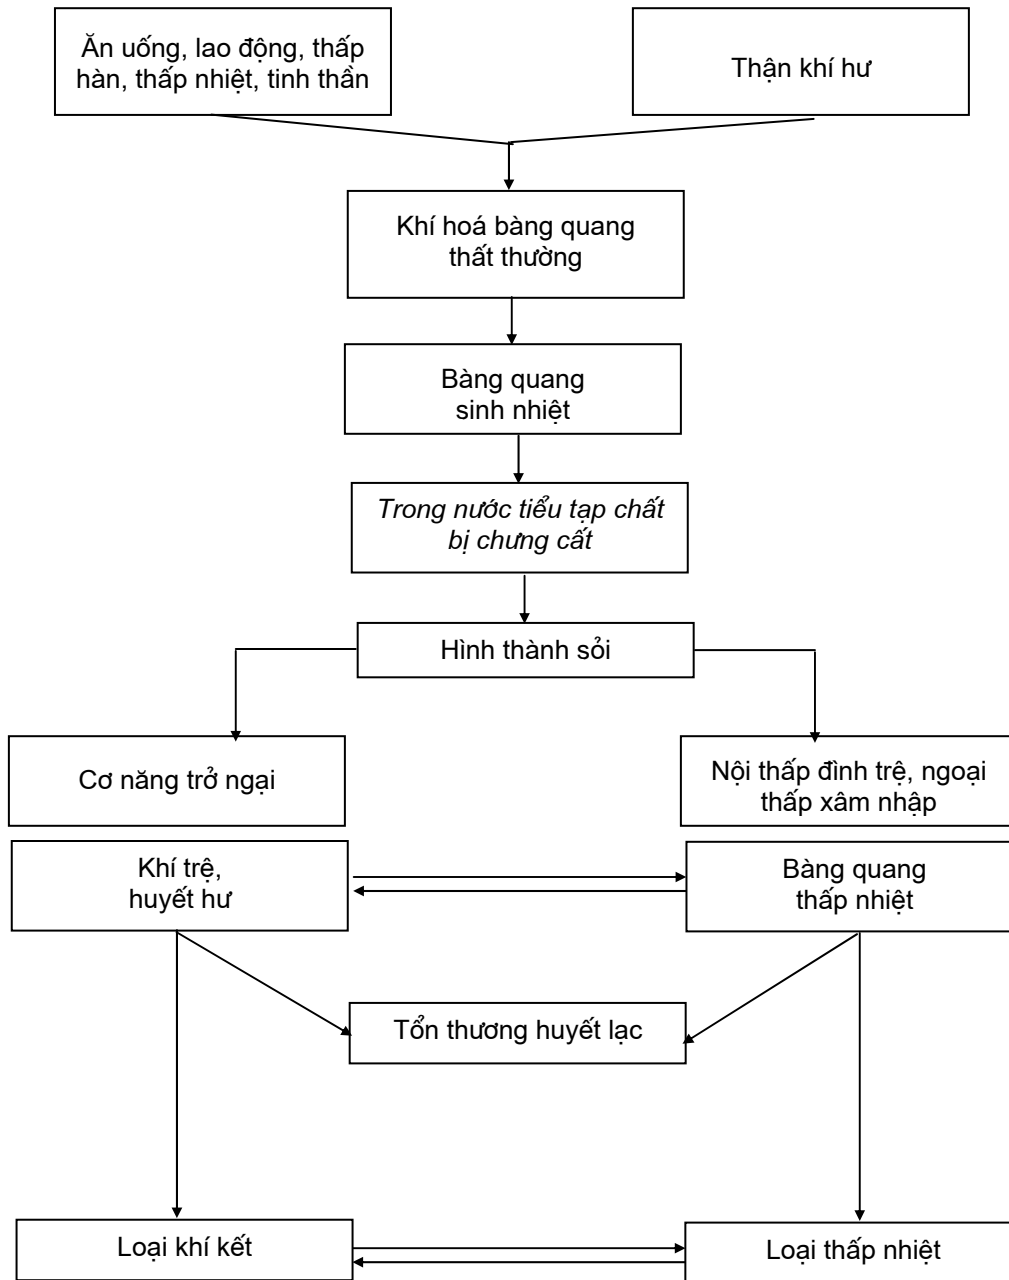 Ăn uống, lao động, thấp
hàn, thấp nhiệt, tinh thần
Thận khí hư
Khí hoá bàng quang
thất thường
Bàng quang
sinh nhiệt
Trong nước tiểu tạp chất
bị chưng cất
Hình thành sỏi
Cơ năng trở ngại
Nội thấp đình trệ, ngoại
thấp xâm nhập
Khí trệ,
huyết hư
Bàng quang
thấp nhiệt
Tổn thương huyết lạc
Loại khí kết
Loại thấp nhiệt